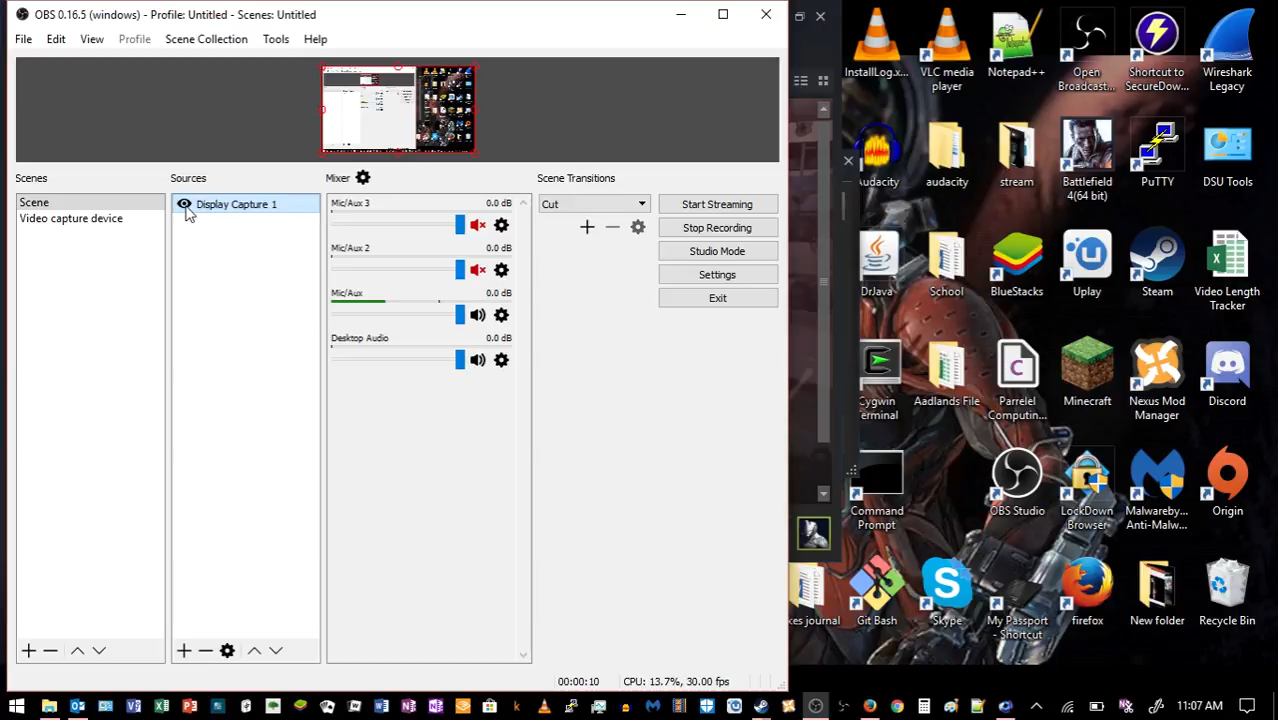 OBS 0.16.5 (windows) - Profile: Untitled - Scenes: Untitled
File Edit View Profile Scene Collection Tools Help
Scenes
Scene
Video capture device
Sources
Display Capture 1
Mixer
Mic/Aux 3 0.0 dB
Mic/Aux 2 0.0 dB
Mic/Aux 0.0 dB
Desktop Audio 0.0 dB
Scene Transitions
Cut
Start Streaming
Stop Recording
Studio Mode
Settings
Exit
00:00:10 CPU: 13.7%, 30.00 fps
InstallLog.x...
VLC media
player
Notepad++
Open
Broadcast...
Shortcut to
SecureDow...
Wireshark
Legacy
Audacity
audacity
stream
Battlefield
4(64 bit)
PuTTY
DSU Tools
DrJava
School
BlueStacks
Uplay
Steam
Video Length
Tracker
Cygwin
Terminal
Aadlands File
Parrelel
Computin...
Minecraft
Nexus Mod
Manager
Discord
Command
Prompt
OBS Studio
LockDown
Browser
Malwareby...
Anti-Malw...
Origin
kes journal
Git Bash
Skype
My Passport
- Shortcut
firefox
New folder
Recycle Bin
11:07 AM